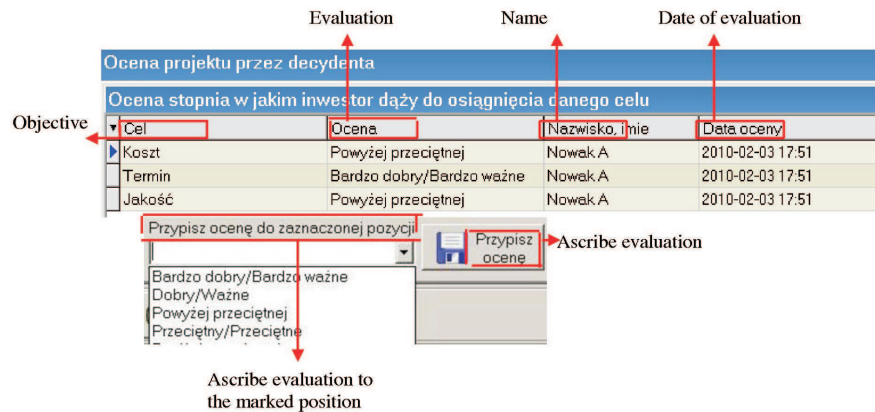 Evaluation Name Date of evaluation
Ocena projektu przez decydenta
Ocena stopnia w jakim inwestor dąży do osiągnięcia danego celu
Objective
Cel Ocena Nazwisko, imie Data oceny
Koszt Powyżej przeciętnej Nowak A 2010-02-03 17:51
Termin Bardzo dobry/Bardzo ważne Nowak A 2010-02-03 17:51
Jakość Powyżej przeciętnej Nowak A 2010-02-03 17:51
Przypisz ocenę do zaznaczonej pozycji
Przypisz
ocenę
Ascribe evaluation
Bardzo dobry/Bardzo ważne
Dobry/Ważne
Powyżej przeciętnej
Przeciętny/Przeciętne
Ascribe evaluation to
the marked position